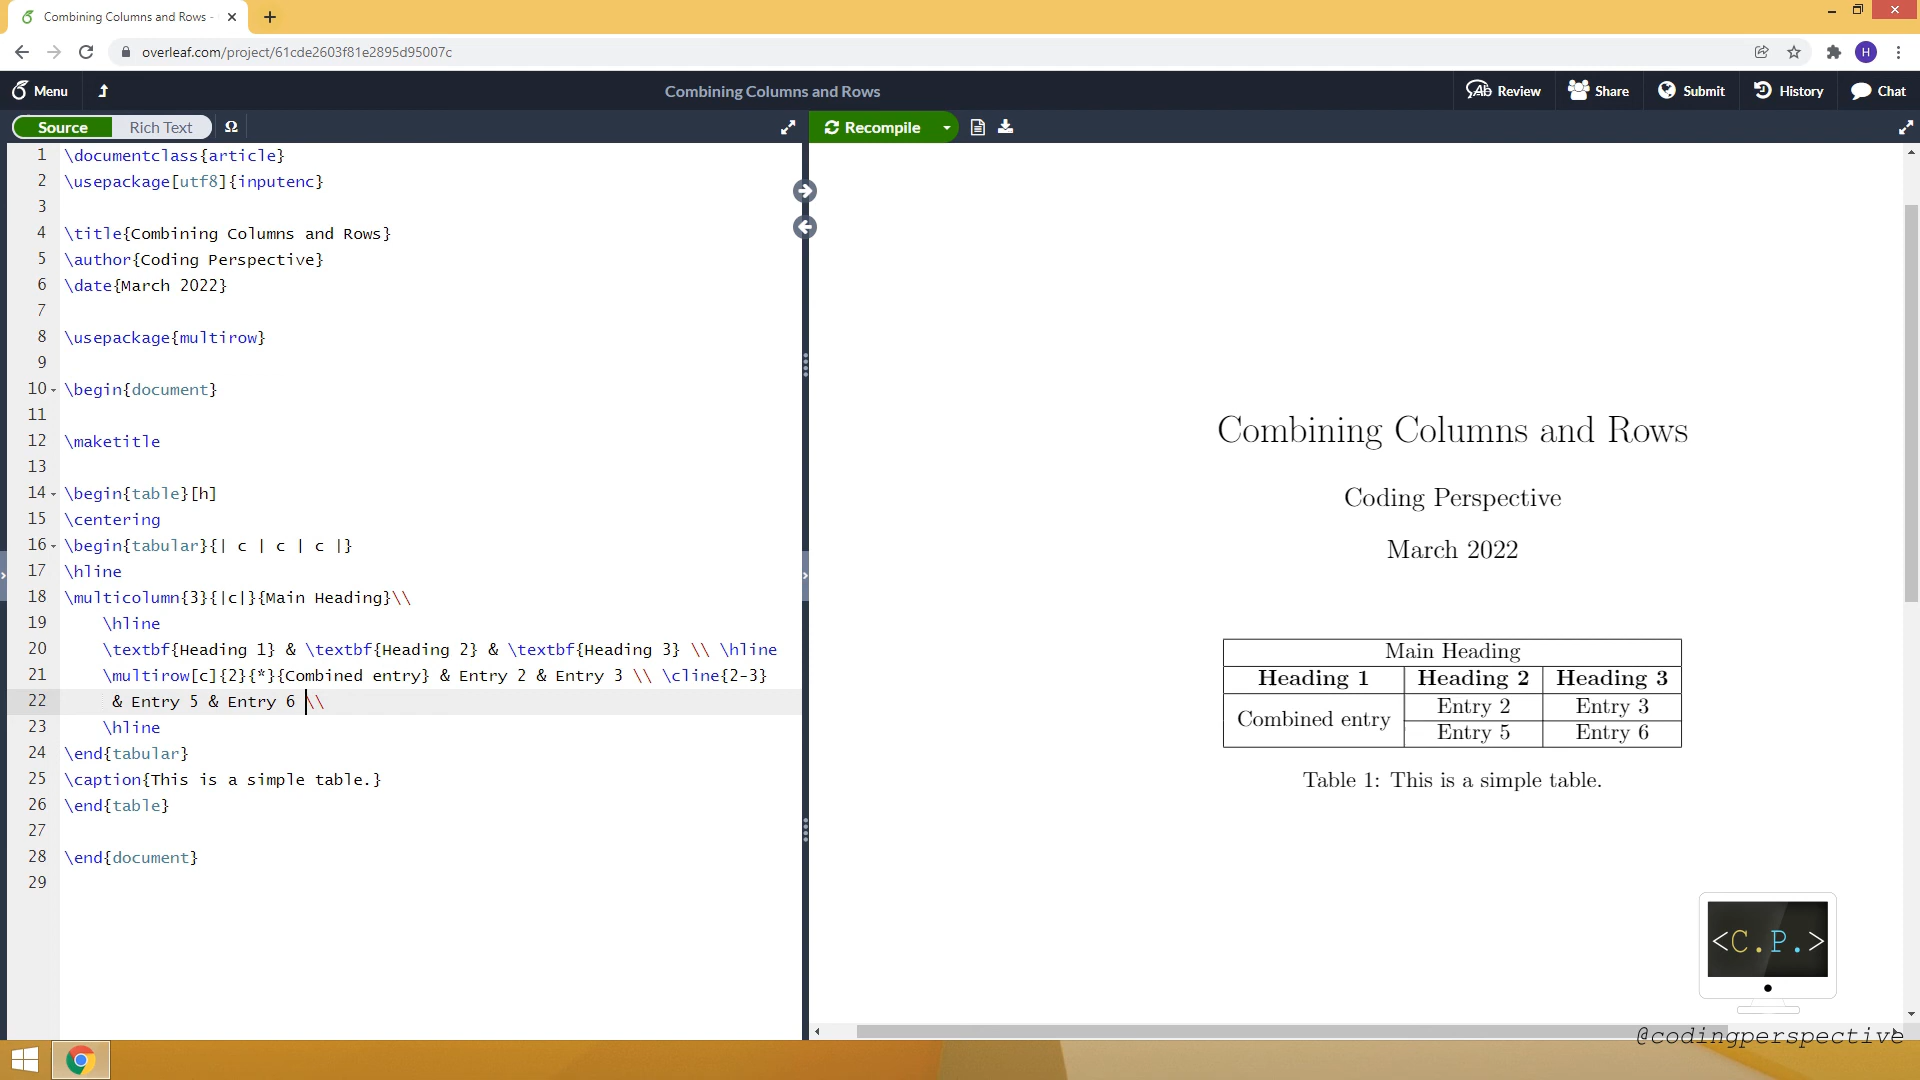 Combining Columns and Rows -
overleaf.com/project/61cde2603f81e2895d95007c
H
Menu
Combining Columns and Rows
Review
Share
Submit
History
Chat
Source
Rich Text
Ω
Recompile
1 \documentclass{article}
2 \usepackage[utf8]{inputenc}
3
4 \title{Combining Columns and Rows}
5 \author{Coding Perspective}
6 \date{March 2022}
7
8 \usepackage{multirow}
9
10 \begin{document}
11
12 \maketitle
13
14 \begin{table}[h]
15 \centering
16 \begin{tabular}{| c | c | c |}
17 \hline
18 \multicolumn{3}{|c|}{Main Heading}\\
19 \hline
20 \textbf{Heading 1} & \textbf{Heading 2} & \textbf{Heading 3} \\ \hline
21 \multirow[c]{2}{*}{Combined entry} & Entry 2 & Entry 3 \\ \cline{2-3}
22 & Entry 5 & Entry 6 \\
23 \hline
24 \end{tabular}
25 \caption{This is a simple table.}
26 \end{table}
27
28 \end{document}
29
Combining Columns and Rows
Coding Perspective
March 2022
Main Heading
Heading 1 Heading 2 Heading 3
Combined entry
Entry 2 Entry 3
Entry 5 Entry 6
Table 1: This is a simple table.
<C.P.>
@codingperspective